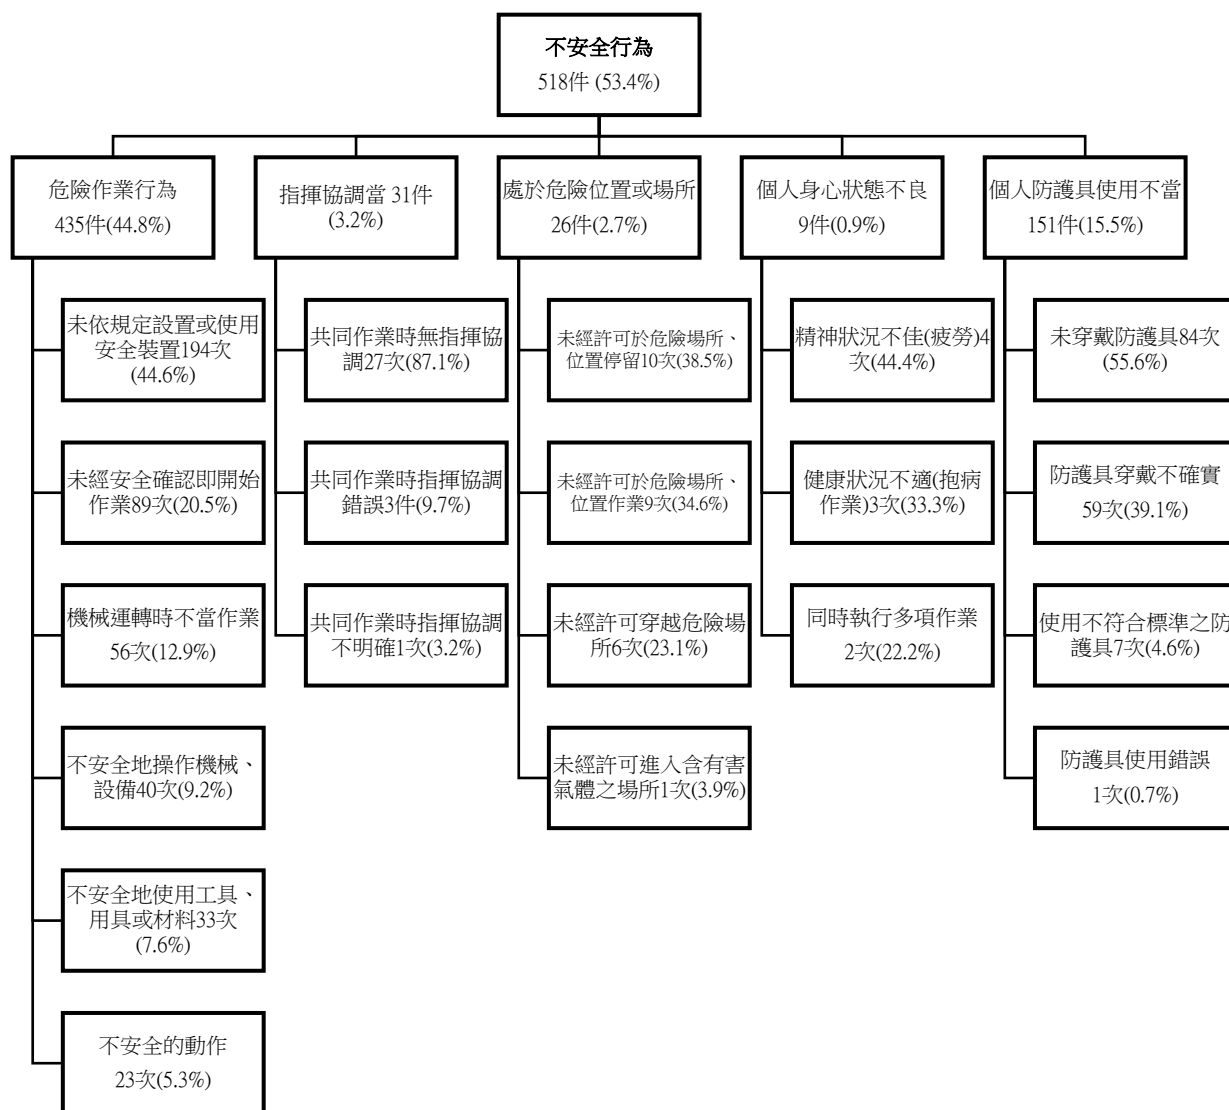 不安全行為
518件 (53.4%)
危險作業行為
435件(44.8%)
未依規定設置或使用
安全裝置194次
(44.6%)
未經安全確認即開始
作業89次(20.5%)
機械運轉時不當作業
56次(12.9%)
不安全地操作機械、
設備40次(9.2%)
不安全地使用工具、
用具或材料33次
(7.6%)
不安全的動作
23次(5.3%)
指揮協調當 31件
(3.2%)
共同作業時無指揮協
調27次(87.1%)
共同作業時指揮協調
錯誤3件(9.7%)
共同作業時指揮協調
不明確1次(3.2%)
處於危險位置或場所
26件(2.7%)
未經許可於危險場所、
位置停留10次(38.5%)
未經許可於危險場所、
位置作業9次(34.6%)
未經許可穿越危險場
所6次(23.1%)
未經許可進入含有害
氣體之場所1次(3.9%)
個人身心狀態不良
9件(0.9%)
精神狀況不佳(疲勞)4
次(44.4%)
健康狀況不適(抱病
作業)3次(33.3%)
同時執行多項作業
2次(22.2%)
個人防護具使用不當
151件(15.5%)
未穿戴防護具84次
(55.6%)
防護具穿戴不確實
59次(39.1%)
使用不符合標準之防
護具7次(4.6%)
防護具使用錯誤
1次(0.7%)